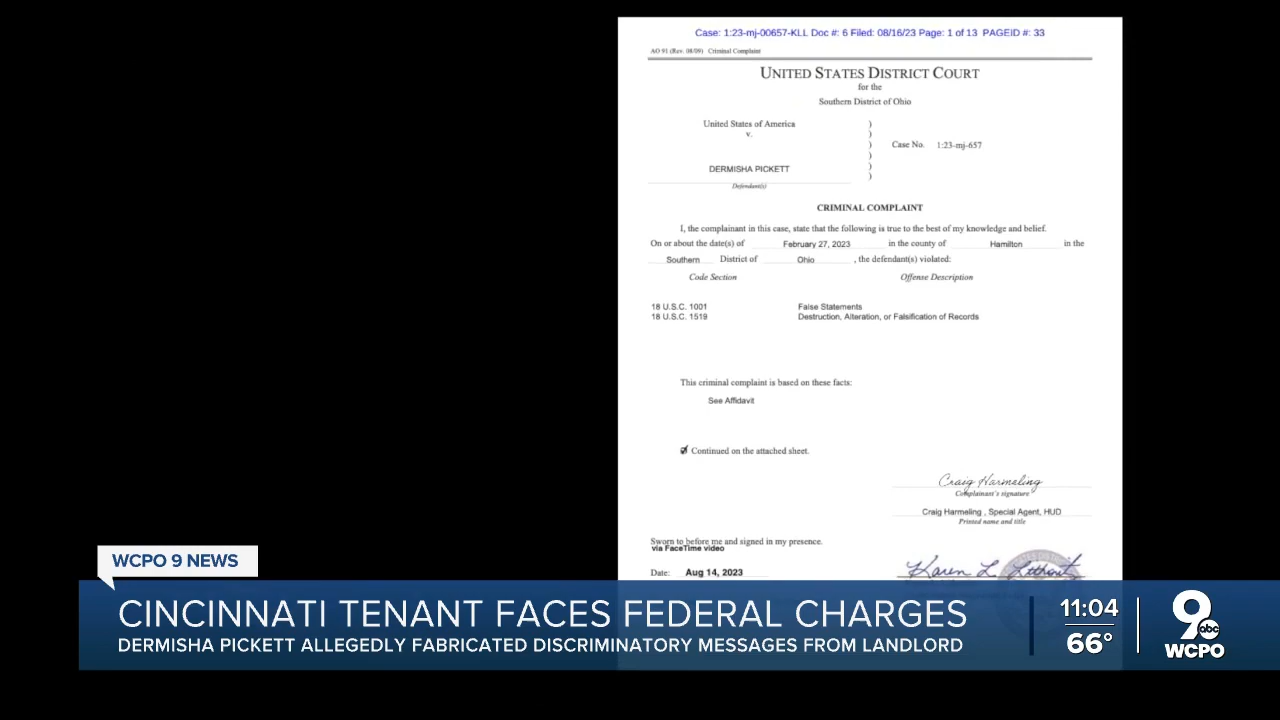 Case: 1:23-mj-00657-KLL Doc #: 6 Filed: 08/16/23 Page: 1 of 13 PAGEID #: 33
AO 91 (Rev. 08/09) Criminal Complaint
UNITED STATES DISTRICT COURT
for the
Southern District of Ohio
United States of America
v.
DERMISHA PICKETT
Defendant(s)
)
)
)
)
)
)
Case No. 1:23-mj-657
CRIMINAL COMPLAINT
I, the complainant in this case, state that the following is true to the best of my knowledge and belief.
On or about the date(s) of February 27, 2023 in the county of Hamilton in the
Southern District of Ohio , the defendant(s) violated:
Code Section Offense Description
18 U.S.C. 1001 False Statements
18 U.S.C. 1519 Destruction, Alteration, or Falsification of Records
This criminal complaint is based on these facts:
See Affidavit
Continued on the attached sheet.
Craig Harmeling
Complainant's signature
Craig Harmeling , Special Agent, HUD
Printed name and title
Sworn to before me and signed in my presence.
via FaceTime video
Date: Aug 14, 2023
Karen L.
WCPO 9 NEWS
CINCINNATI TENANT FACES FEDERAL CHARGES
DERMISHA PICKETT ALLEGEDLY FABRICATED DISCRIMINATORY MESSAGES FROM LANDLORD
11:04
66°
9
abc
WCPO